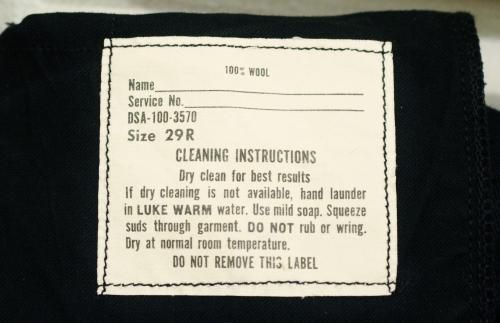 100% WOOL
Name
Service No.
DSA-100-3570
Size 29R
CLEANING INSTRUCTIONS
Dry clean for best results
If dry cleaning is not available, hand launder
in LUKE WARM water. Use mild soap. Squeeze
suds through garment. DO NOT rub or wring.
Dry at normal room temperature.
DO NOT REMOVE THIS LABEL